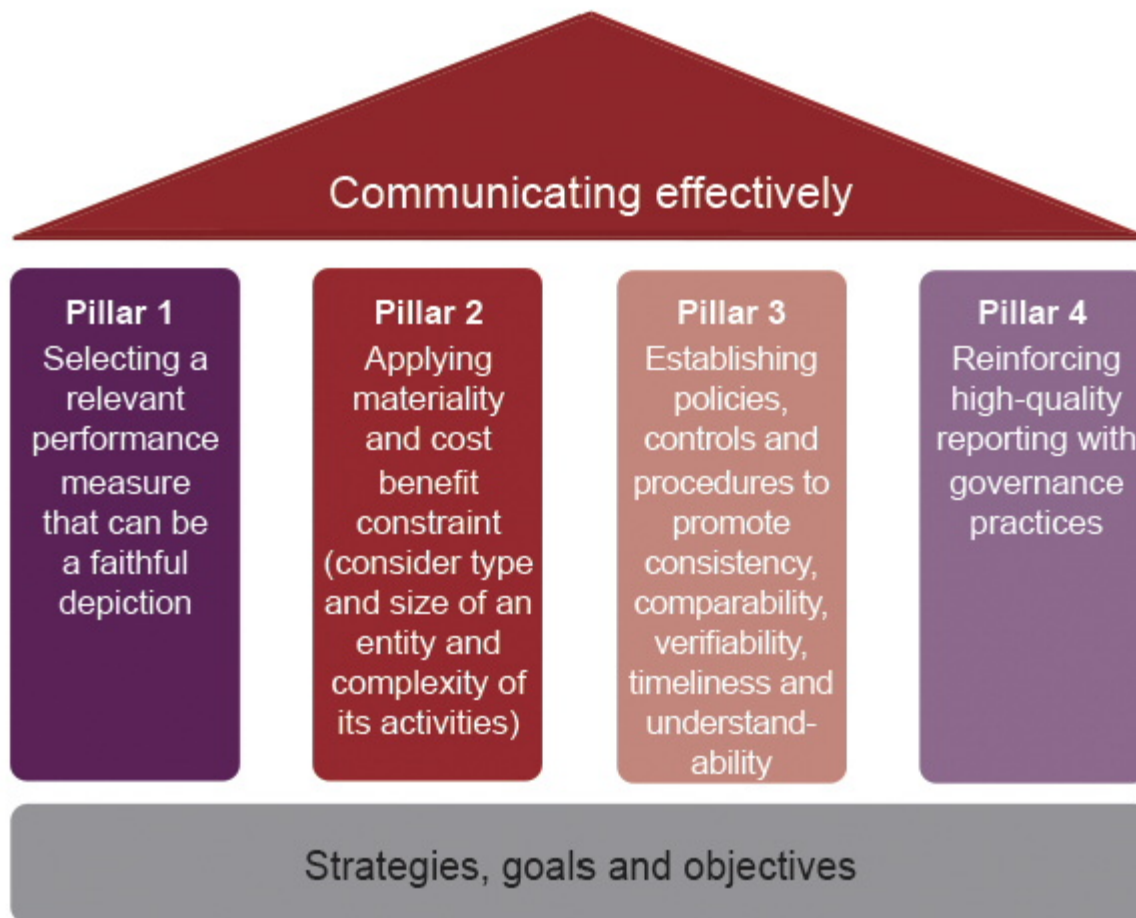 Communicating effectively
Pillar 1
Selecting a
relevant
performance
measure
that can be
a faithful
depiction
Pillar 2
Applying
materiality
and cost
benefit
constraint
(consider type
and size of an
entity and
complexity of
its activities)
Pillar 3
Establishing
policies,
controls and
procedures to
promote
consistency,
comparability,
verifiability,
timeliness and
understand-
ability
Pillar 4
Reinforcing
high-quality
reporting with
governance
practices
Strategies, goals and objectives